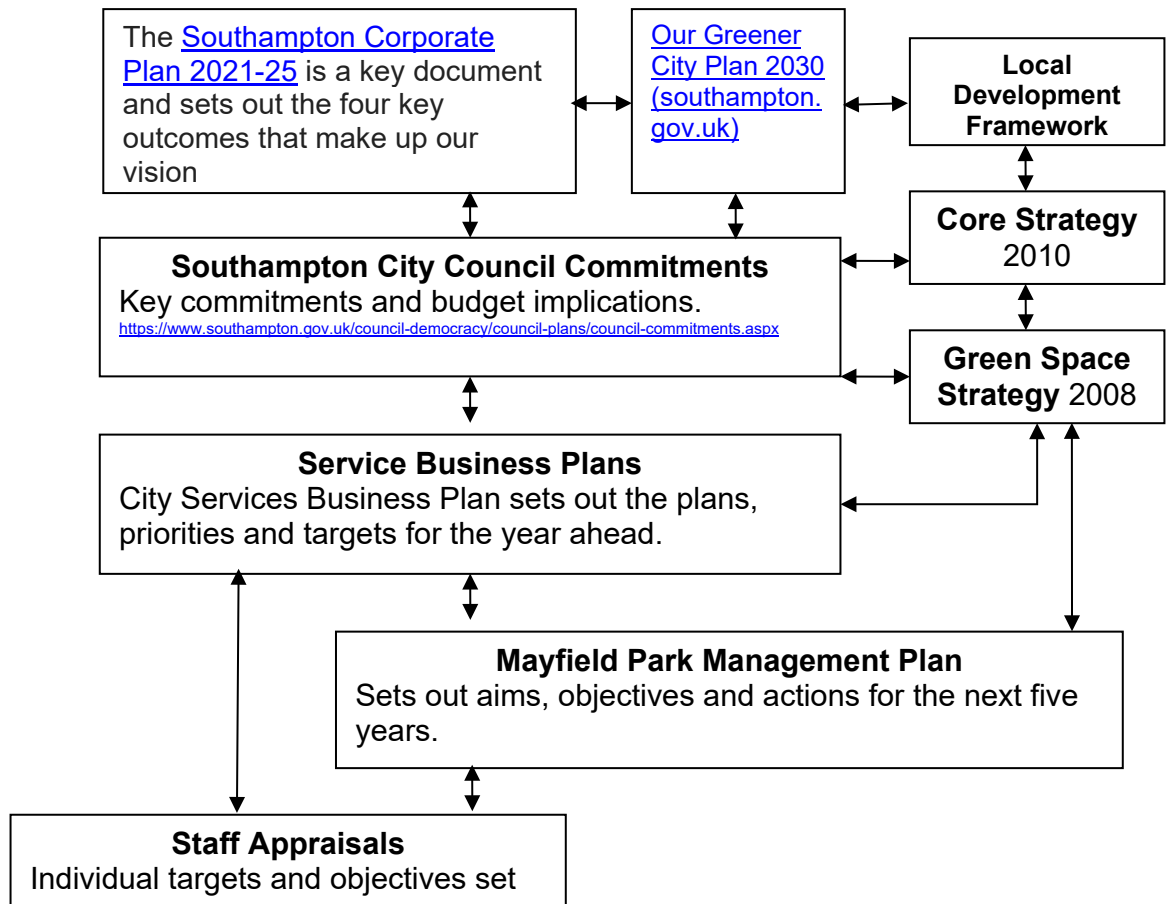 The Southampton Corporate
Plan 2021-25 is a key document
and sets out the four key
outcomes that make up our
vision
Our Greener
City Plan 2030
(southampton.
gov.uk)
Local
Development
Framework
Core Strategy
2010
Southampton City Council Commitments
Key commitments and budget implications.
https://www.southampton.gov.uk/council-democracy/council-plans/council-commitments.aspx
Green Space
Strategy 2008
Service Business Plans
City Services Business Plan sets out the plans,
priorities and targets for the year ahead.
Mayfield Park Management Plan
Sets out aims, objectives and actions for the next five
years.
Staff Appraisals
Individual targets and objectives set